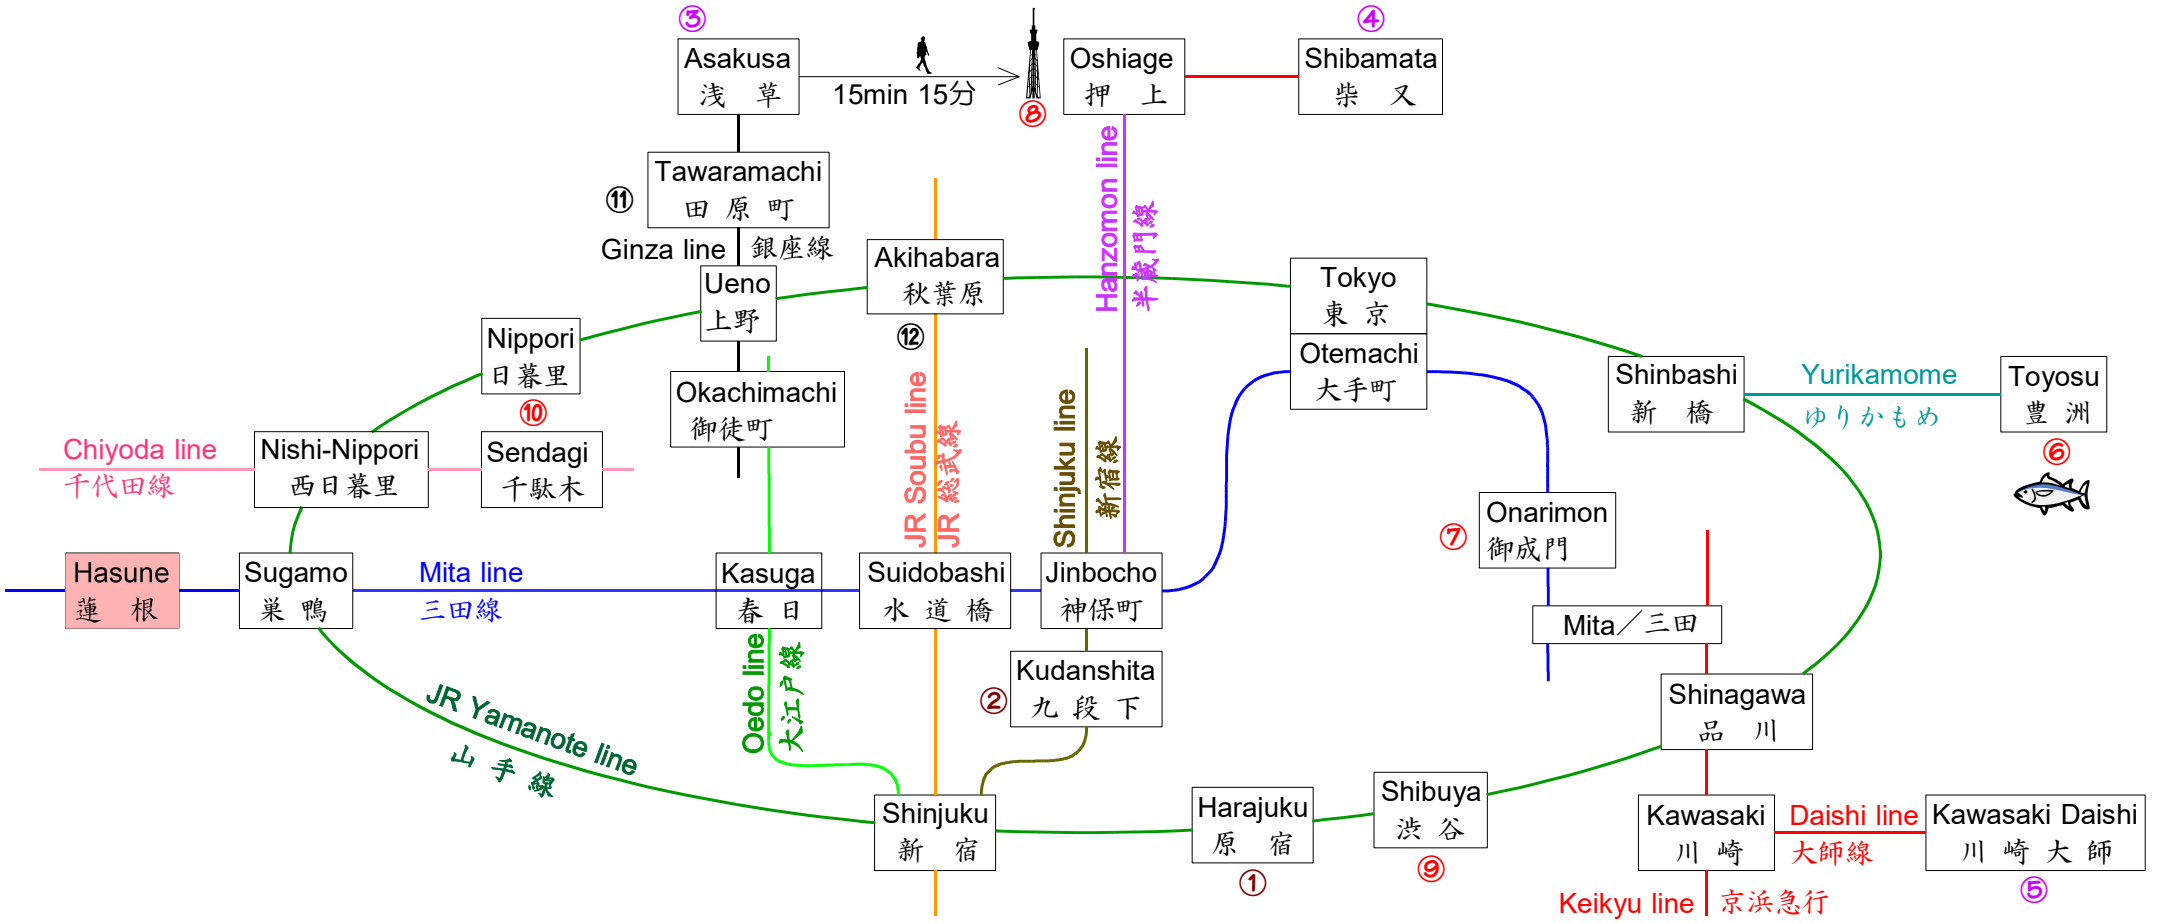 ③
Asakusa
浅 草
15min 15分
⑧
Oshiage
押 上
④
Shibamata
柴 又
⑪
Tawaramachi
田 原 町
Ginza line 銀座線
Ueno
上野
Akihabara
秋葉原
⑫
Hanzomon line
半蔵門線
Tokyo
東 京
Otemachi
大手町
Nippori
日暮里
⑩
Okachimachi
御徒町
JR Soubu line
JR 総武線
Shinjuku line
新宿線
Shinbashi
新 橋
Yurikamome
ゆりかもめ
Toyosu
豊 洲
⑥
Chiyoda line
千代田線
Nishi-Nippori
西日暮里
Sendagi
千駄木
Onarimon
御成門
⑦
Hasune
蓮 根
Sugamo
巣 鴨
Mita line
三田線
Kasuga
春 日
Suidobashi
水 道 橋
Jinbocho
神保町
Mita／三田
Oedo line
大江戸線
②
Kudanshita
九 段 下
Shinagawa
品 川
JR Yamanote line
山 手 線
Shinjuku
新 宿
Harajuku
原 宿
①
Shibuya
渋 谷
⑨
Kawasaki
川 崎
Daishi line
大師線
Kawasaki Daishi
川 崎 大 師
⑤
Keikyu line 京浜急行